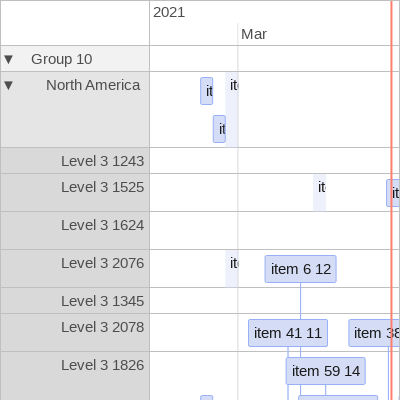 2021
Mar
▼ Group 10
▼ North America
it
it
it
Level 3 1243
Level 3 1525
it
it
Level 3 1624
Level 3 2076
it
item 6 12
Level 3 1345
Level 3 2078
item 41 11
item 38
Level 3 1826
item 59 14